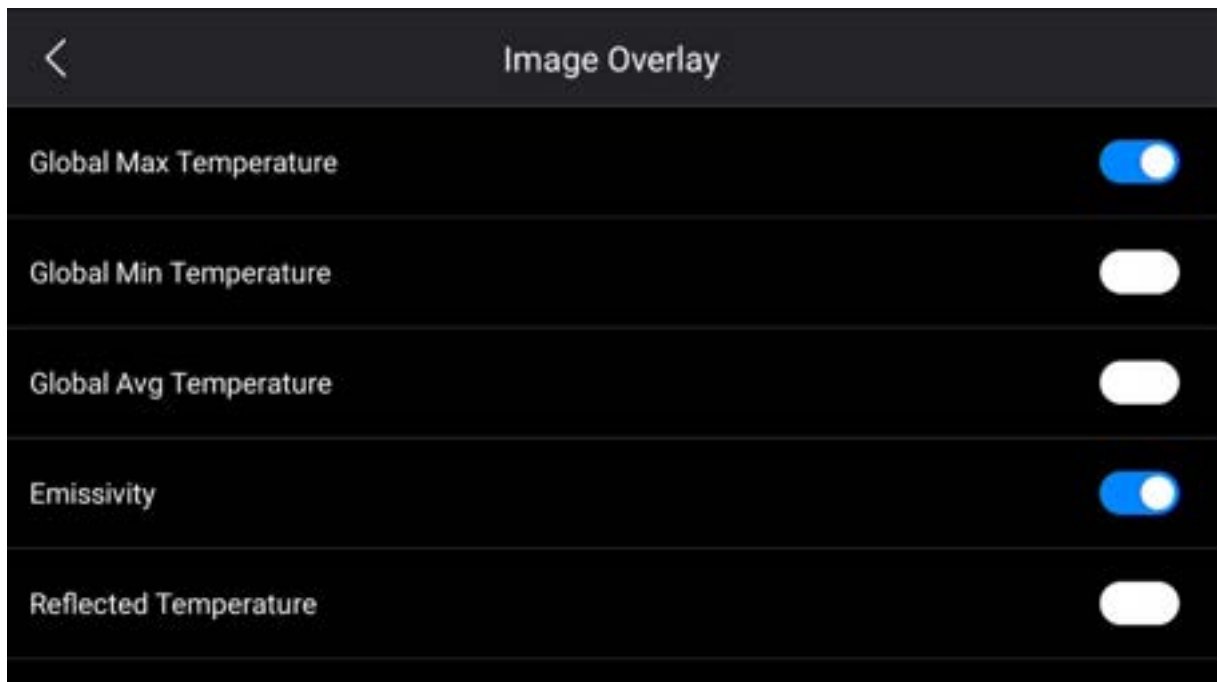 Image Overlay
Global Max Temperature
Global Min Temperature
Global Avg Temperature
Emissivity
Reflected Temperature